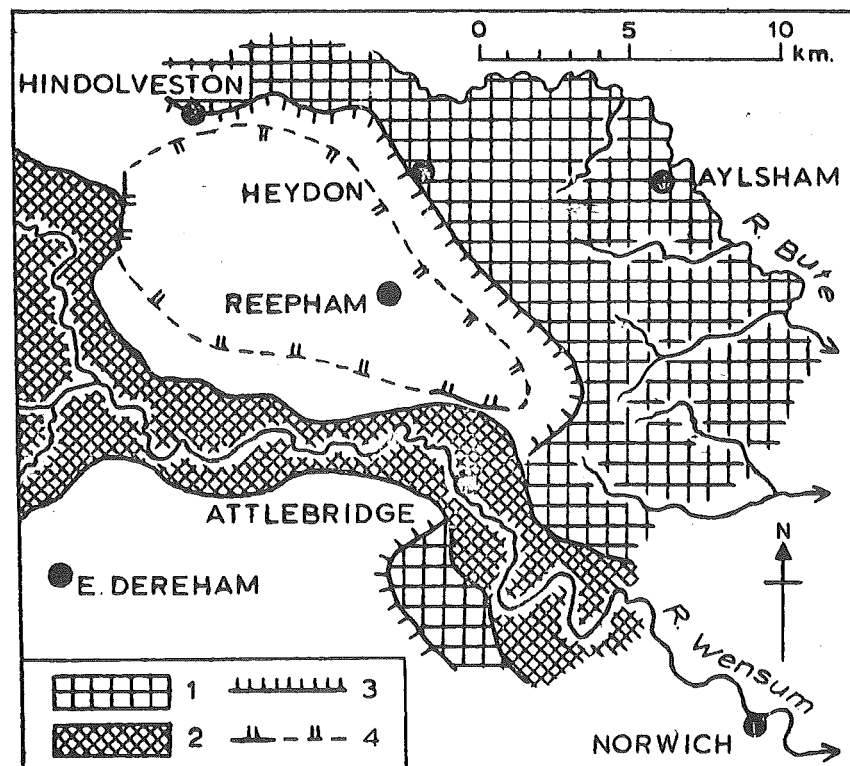 0 5 10
km.
HINDOLVESTON
HEYDON
AYLSHAM
R. Bure
REEPHAM
ATTLEBRIDGE
N
E. DEREHAM
R. Wensum
NORWICH
1 3
2 4